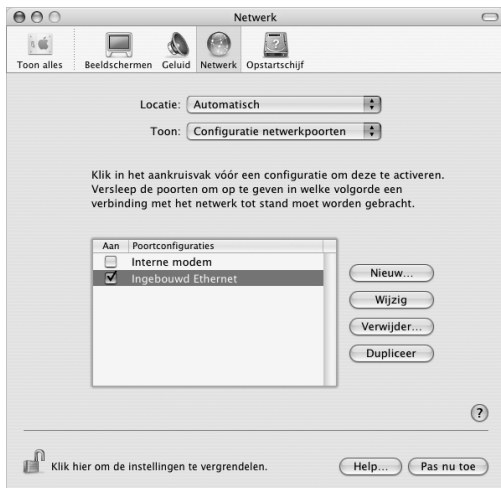 Netwerk
Toon alles Beeldschermen Geluid Netwerk Opstartschijf
Locatie: Automatisch
Toon: Configuratie netwerkpoorten
Klik in het aankruisvak vóór een configuratie om deze te activeren.
Versleep de poorten om op te geven in welke volgorde een
verbinding met het netwerk tot stand moet worden gebracht.
Aan Poortconfiguraties
Interne modem
Ingebouwd Ethernet
Nieuw...
Wijzig
Verwijder...
Dupliceer
?
Klik hier om de instellingen te vergrendelen.
Help... Pas nu toe